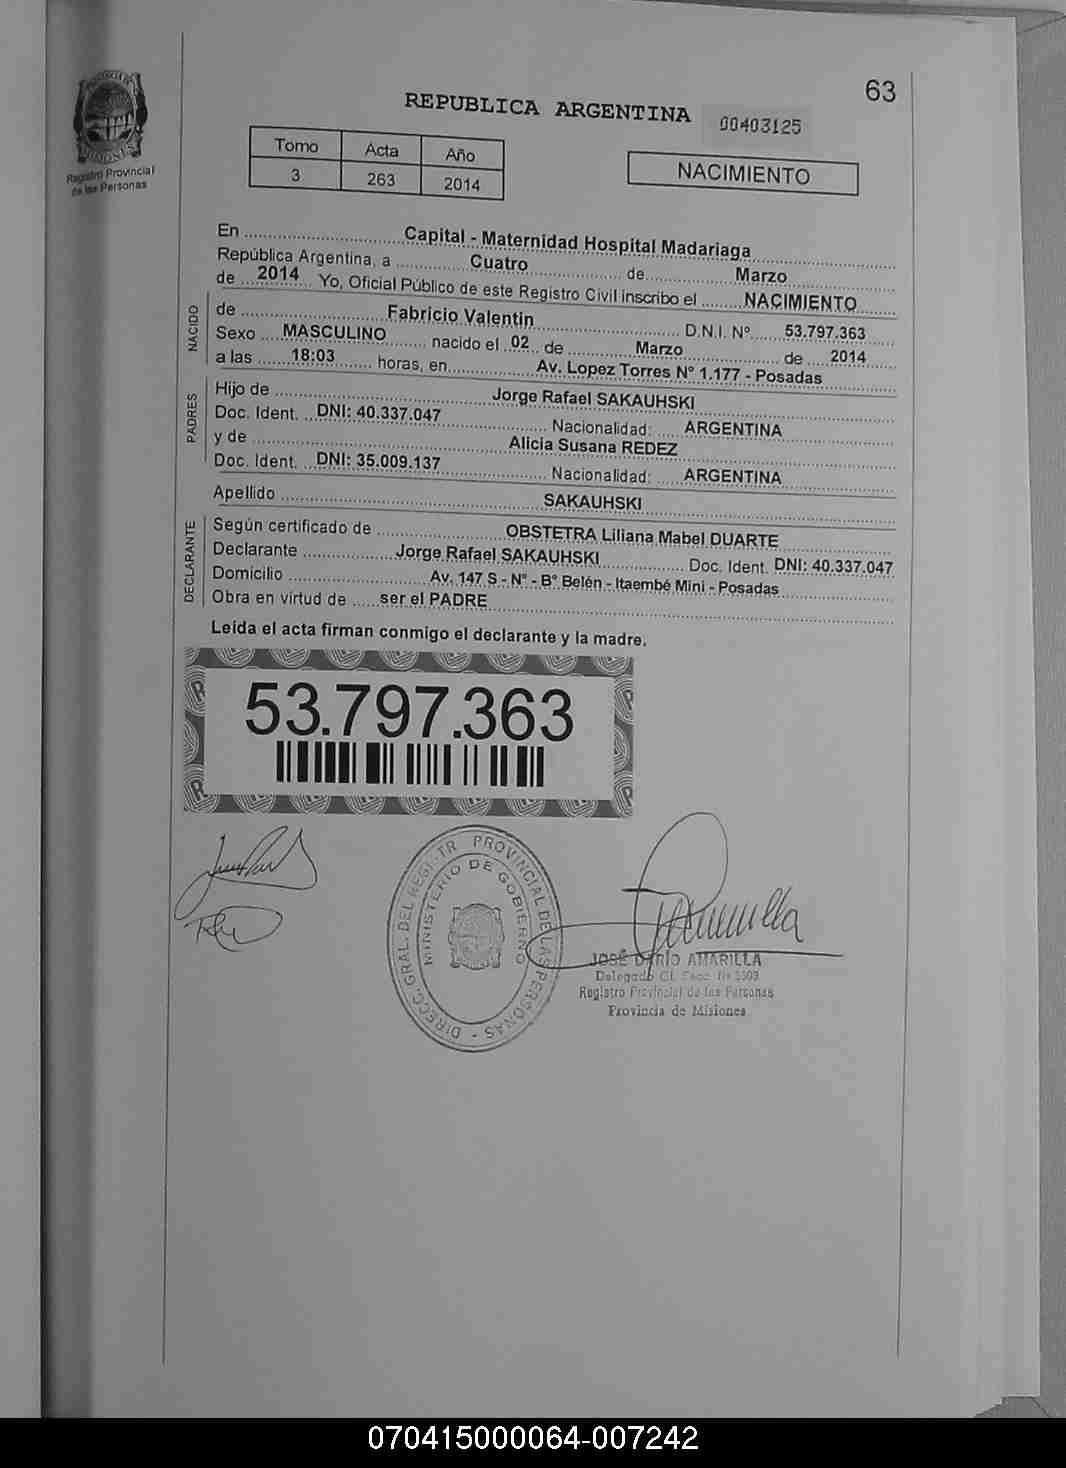 63
REPUBLICA ARGENTINA
00403125
Registro Provincial
de las Personas
Tomo Acta Año
3 263 2014
NACIMIENTO
En Capital - Maternidad Hospital Madariaga
República Argentina, a Cuatro de Marzo
de 2014 Yo, Oficial Público de este Registro Civil inscribo el NACIMIENTO
NACIDO
de Fabricio Valentin D.N.I. Nº 53.797.363
Sexo MASCULINO nacido el 02 de Marzo de 2014
a las 18:03 horas, en Av. Lopez Torres Nº 1.177 - Posadas
PADRES
Hijo de Jorge Rafael SAKAUHSKI
Doc. Ident. DNI: 40.337.047 Nacionalidad: ARGENTINA
y de Alicia Susana REDEZ
Doc. Ident. DNI: 35.009.137 Nacionalidad: ARGENTINA
Apellido SAKAUHSKI
DECLARANTE
Según certificado de OBSTETRA Liliana Mabel DUARTE
Declarante Jorge Rafael SAKAUHSKI Doc. Ident. DNI: 40.337.047
Domicilio Av. 147 S - Nº - Bº Belén - Itaembé Mini - Posadas
Obra en virtud de ser el PADRE
Leída el acta firman conmigo el declarante y la madre.
53.797.363
DIRECC. GRAL. DEL REGISTR PROVINCIAL DE LAS PERSONAS -
MINISTERIO DE GOBIERNO
JOSÉ DARÍO AMARILLA
Delegado
Registro Provincial de las Personas
Provincia de Misiones
070415000064-007242